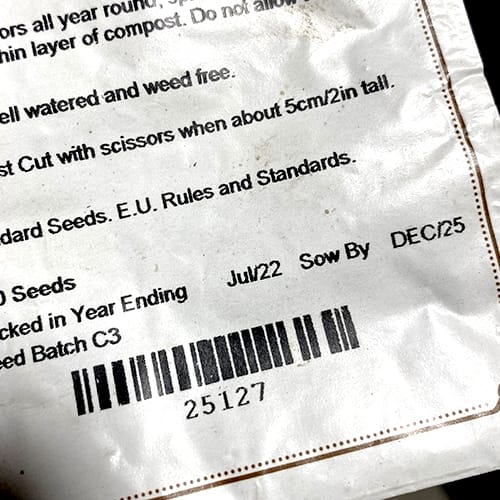 ors all year round, sp
hin layer of compost. Do not allow
ell watered and weed free.
st Cut with scissors when about 5cm/2in tall.
dard Seeds. E.U. Rules and Standards.
0 Seeds
cked in Year Ending Jul/22 Sow By DEC/25
eed Batch C3
25127